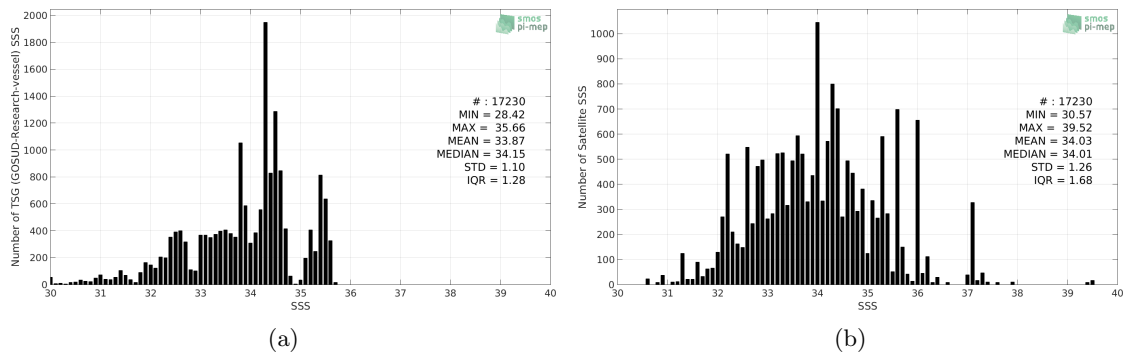 2000
1800
1600
1400
1200
1000
800
600
400
200
0
Number of TSG (GOSUD-Research-vessel) SSS
smos
pi-mep
# : 17230
MIN = 28.42
MAX = 35.66
MEAN = 33.87
MEDIAN = 34.15
STD = 1.10
IQR = 1.28
30 31 32 33 34 35 36 37 38 39 40
SSS
(a)
1000
900
800
700
600
500
400
300
200
100
0
Number of Satellite SSS
smos
pi-mep
# : 17230
MIN = 30.57
MAX = 39.52
MEAN = 34.03
MEDIAN = 34.01
STD = 1.26
IQR = 1.68
30 31 32 33 34 35 36 37 38 39 40
SSS
(b)